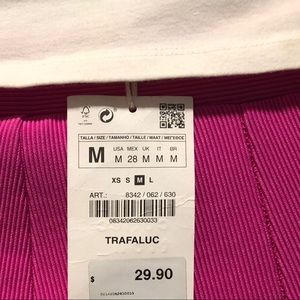 FSC
TALLA / SIZE / TAMANHO / TAILLE / MAAT /
M
USA MEX UK IT BR
M 28 M M M
XS S M L
ART.: 8342 / 062 / 630
08342062630033
TRAFALUC
$ 29.90